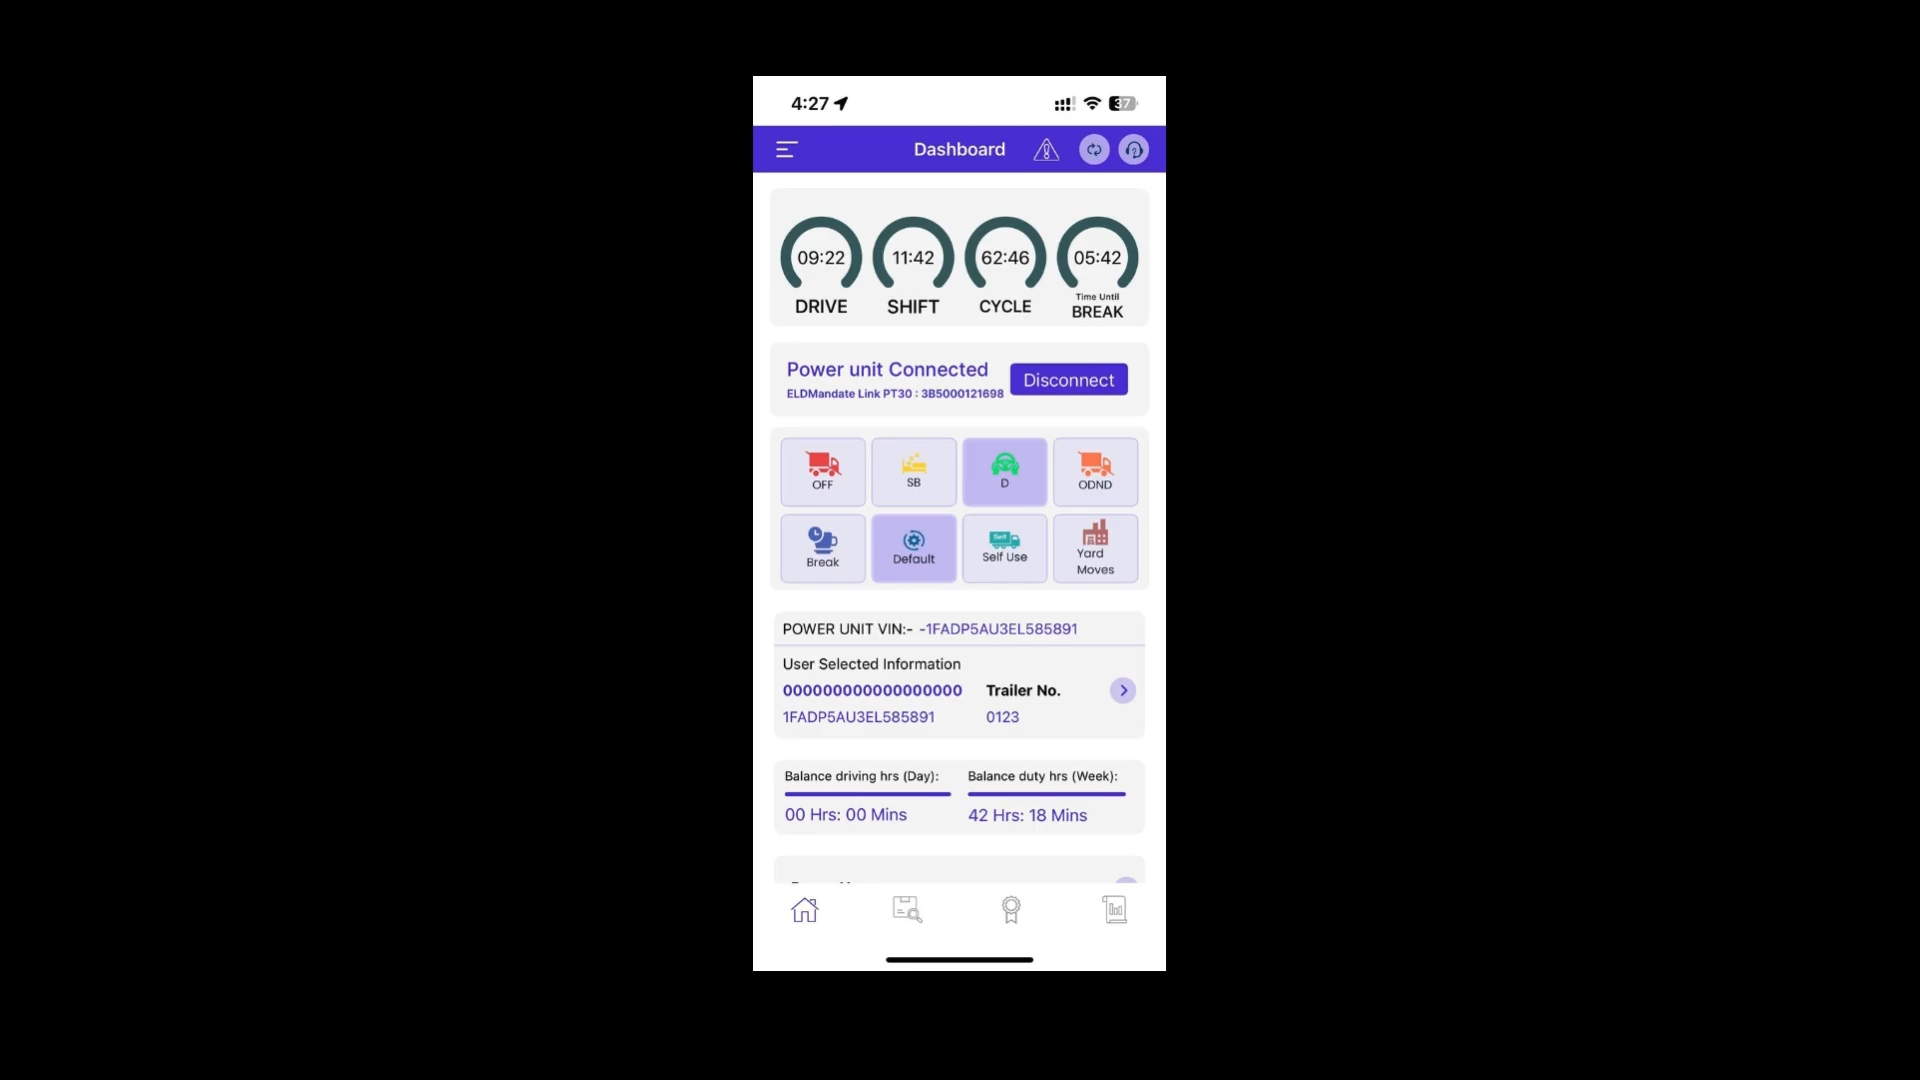 4:27
37
Dashboard
09:22 11:42 62:46 05:42
DRIVE SHIFT CYCLE Time Until BREAK
Power unit Connected
ELDMandate Link PT30 : 3B5000121698
Disconnect
OFF SB D ODND
Break Default Self Use Yard Moves
Self
POWER UNIT VIN:- -1FADP5AU3EL585891
User Selected Information
000000000000000000 Trailer No.
1FADP5AU3EL585891 0123
Balance driving hrs (Day): Balance duty hrs (Week):
00 Hrs: 00 Mins 42 Hrs: 18 Mins